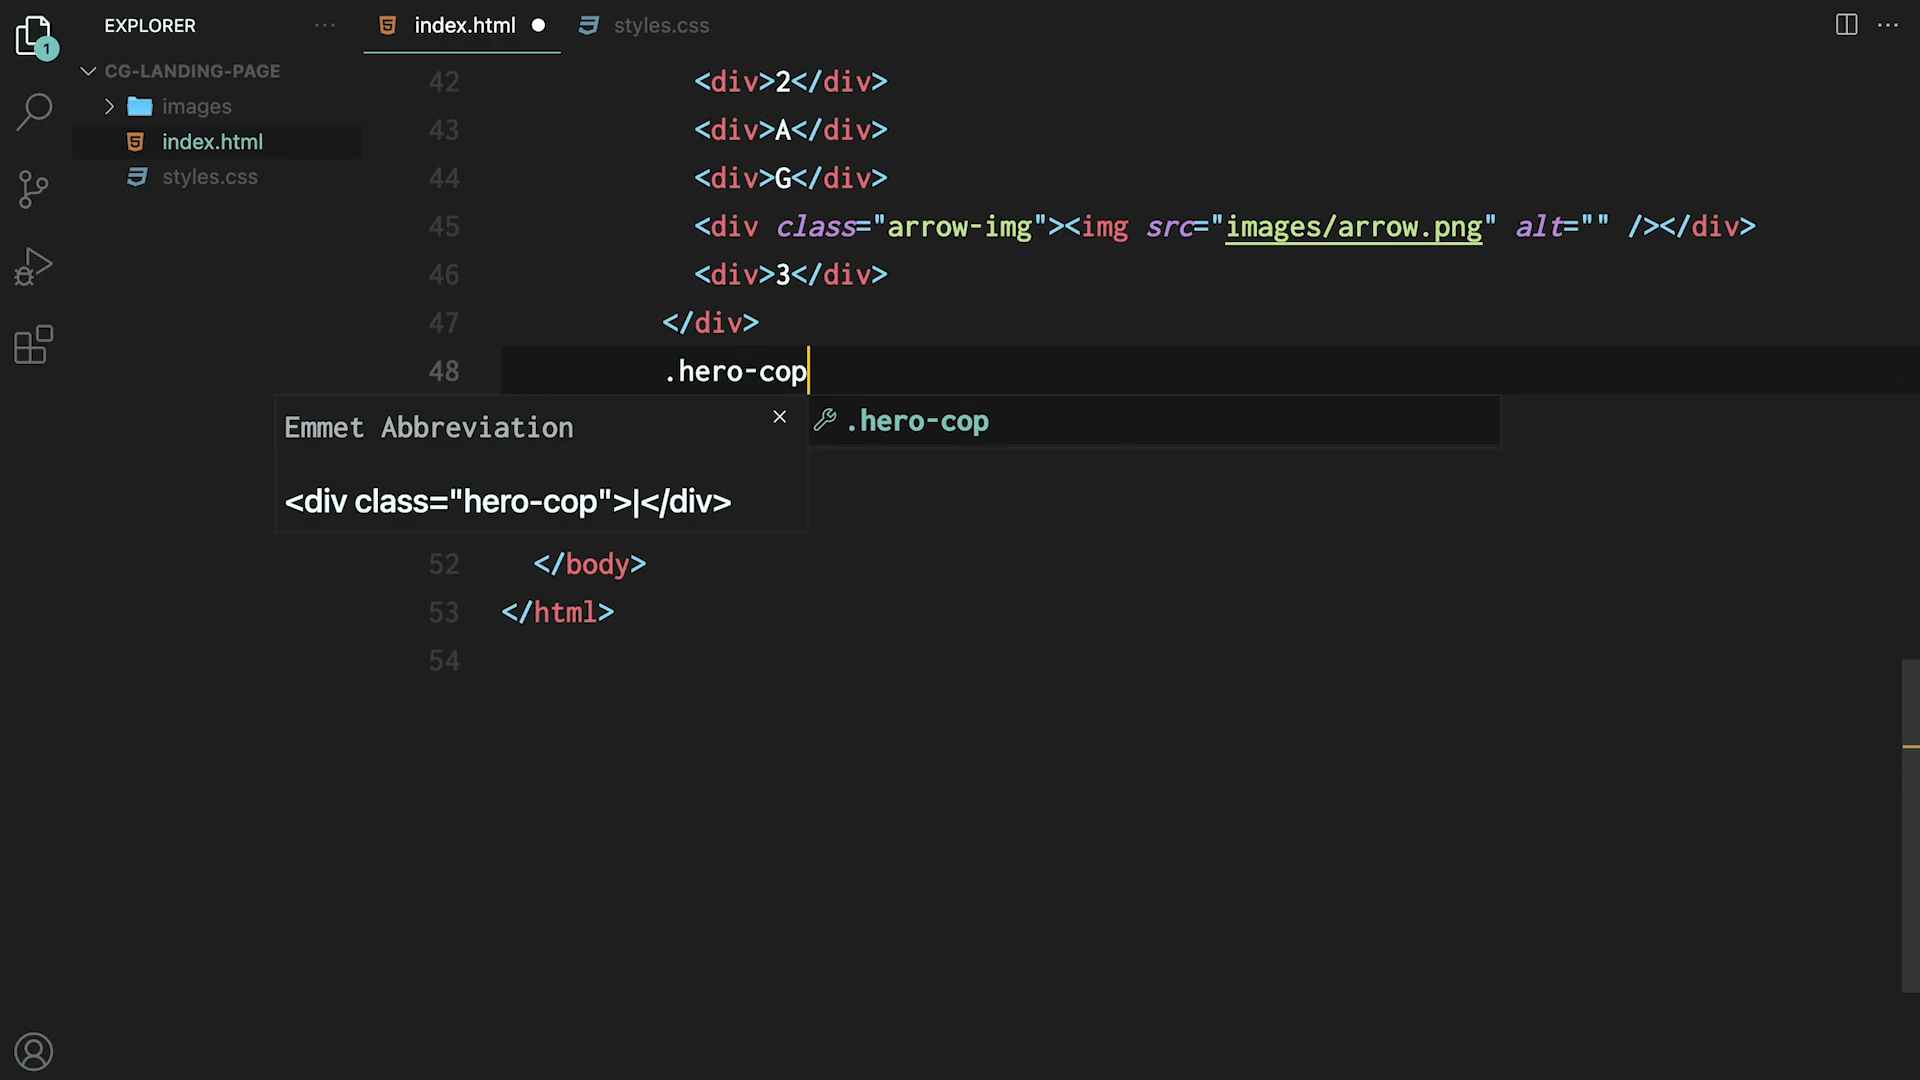 EXPLORER ··· index.html styles.css ···
1
CG-LANDING-PAGE
images
index.html
styles.css
42 <div>2</div>
43 <div>A</div>
44 <div>G</div>
45 <div class="arrow-img"><img src="images/arrow.png" alt="" /></div>
46 <div>3</div>
47 </div>
48 .hero-cop
Emmet Abbreviation × .hero-cop
<div class="hero-cop">|</div>
52 </body>
53 </html>
54